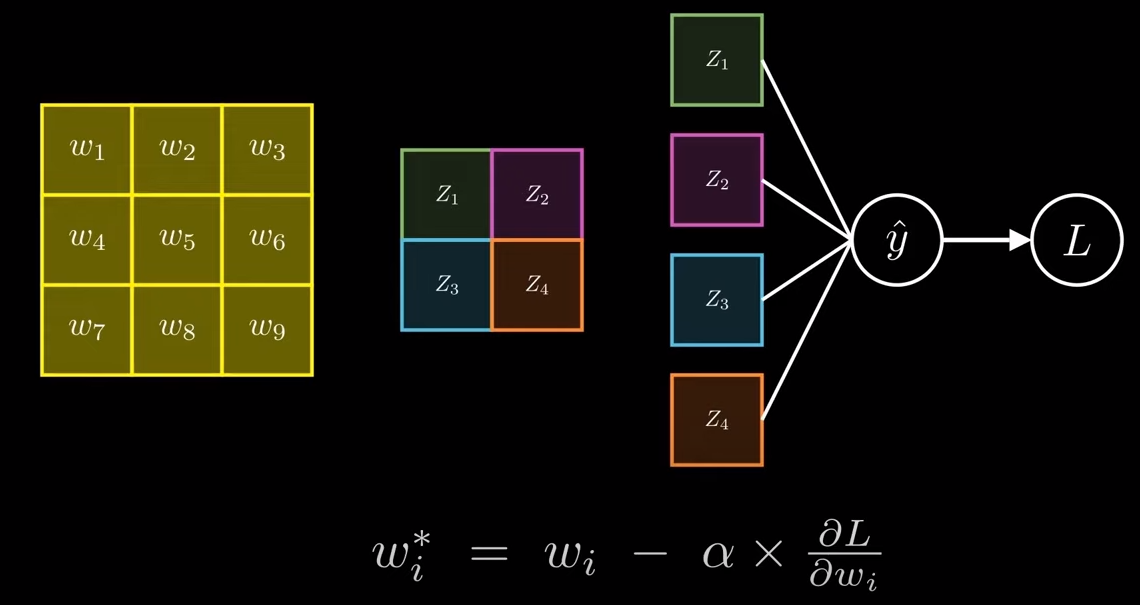 w₁ w₂ w₃
w₄ w₅ w₆
w₇ w₈ w₉
Z₁ Z₂
Z₃ Z₄
Z₁
Z₂
Z₃
Z₄
ŷ
L
wᵢ* = wᵢ − α × ∂L/∂wᵢ